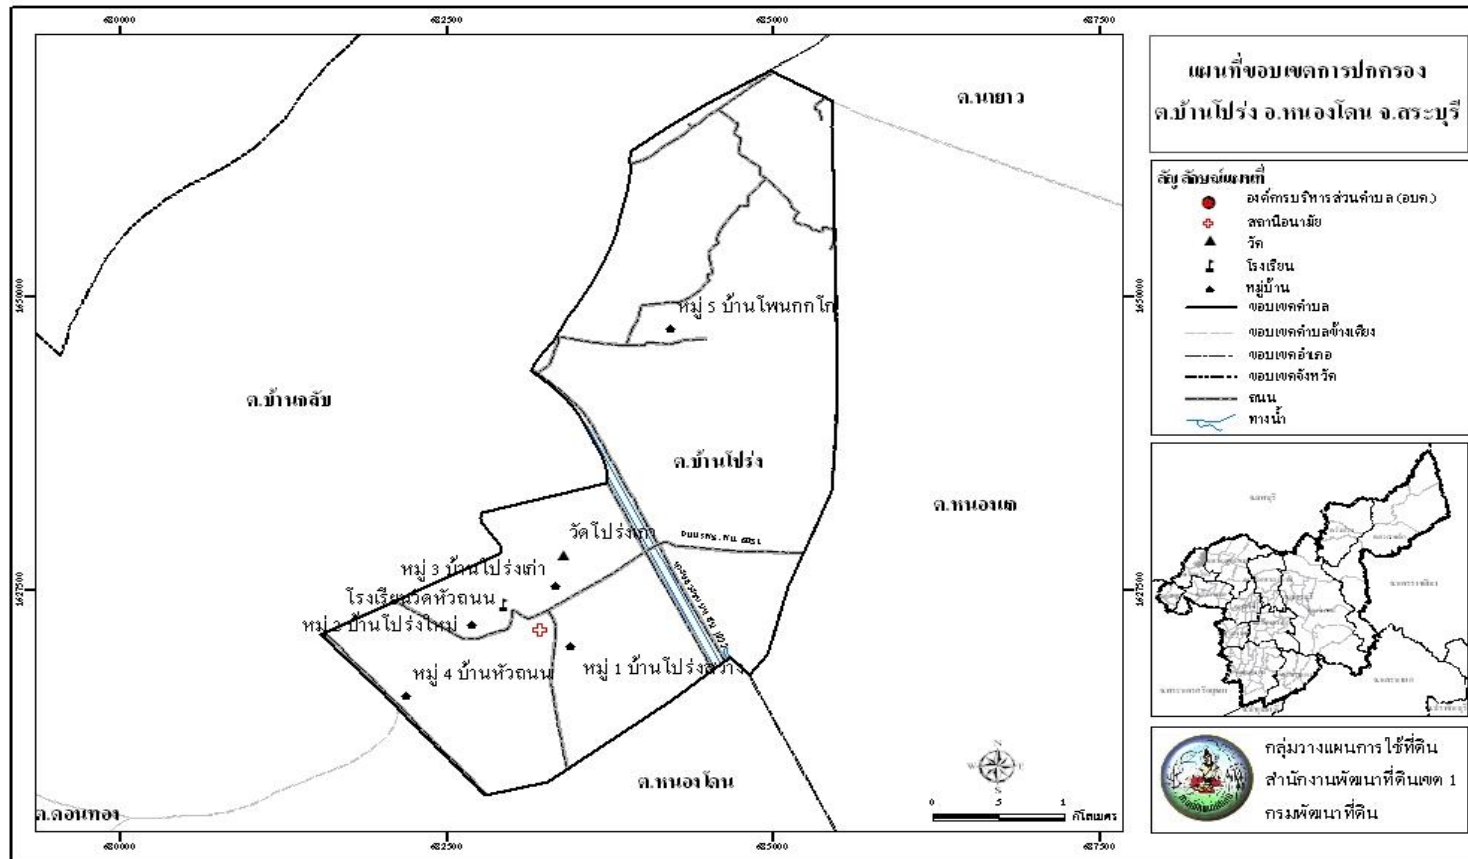 680000 682500 685000 687500
แผนที่ขอบเขตการปกครอง
ต.บ้านโปร่ง อ.หนองโดน จ.สระบุรี
ต.นายาว
สัญลักษณ์แผนที่
องค์การบริหารส่วนตำบล (อบต.)
สถานีอนามัย
วัด
โรงเรียน
หมู่บ้าน
ขอบเขตตำบล
ขอบเขตตำบลข้างเคียง
ขอบเขตอำเภอ
ขอบเขตจังหวัด
ถนน
ทางน้ำ
1650000 1650000
หมู่ 5 บ้านโพนกกโก
ต.บ้านกลับ
ต.บ้านโปร่ง
ต.หนองแก
วัดโปร่งเก่า
หมู่ 3 บ้านโปร่งเก่า
1627500 1627500
โรงเรียนวัดหัวถนน
หมู่ 2 บ้านโปร่งใหม่
หมู่ 4 บ้านหัวถนน
หมู่ 1 บ้านโปร่งสว่าง
ต.หนองโดน
ต.ดอนทอง
N
W E
S
0 .5 1
กิโลเมตร
กลุ่มวางแผนการใช้ที่ดิน
สำนักงานพัฒนาที่ดินเขต 1
กรมพัฒนาที่ดิน
680000 682500 685000 687500